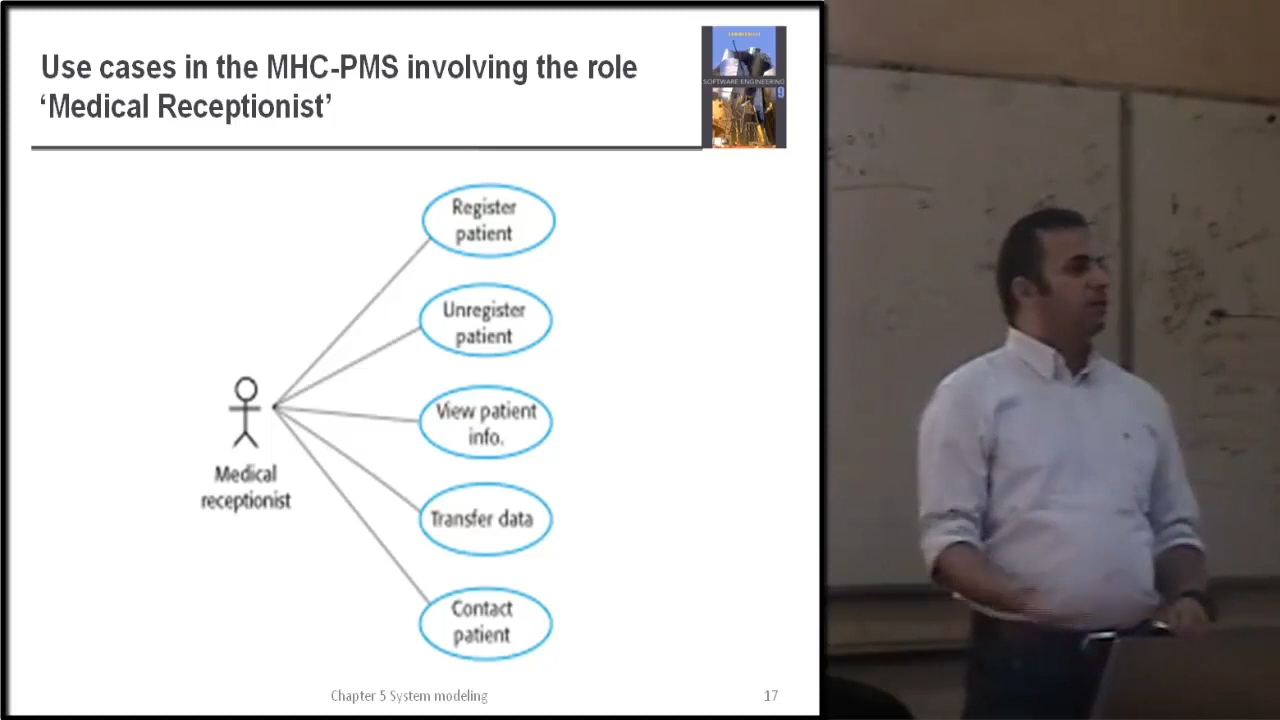 Use cases in the MHC-PMS involving the role
‘Medical Receptionist’
SOFTWARE ENGINEERING
9
Register
patient
Unregister
patient
View patient
info.
Transfer data
Contact
patient
Medical
receptionist
Chapter 5 System modeling
17